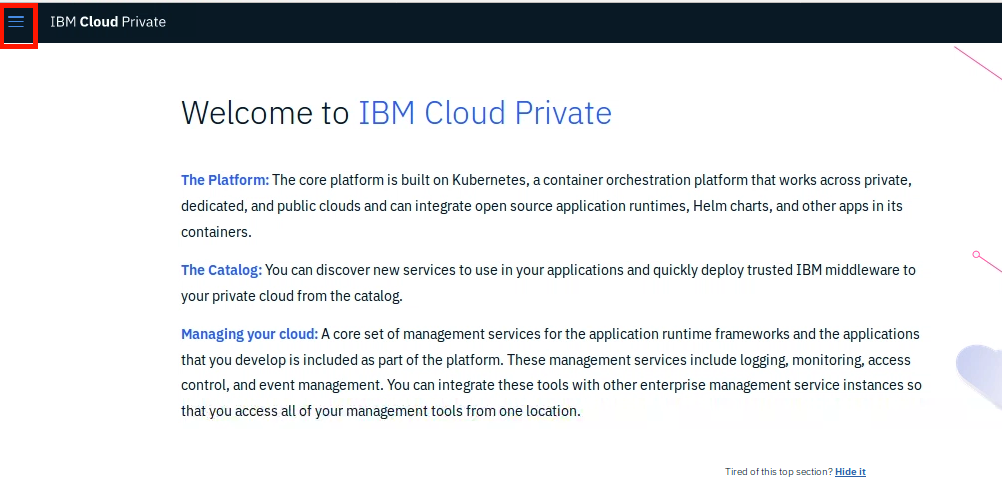 IBM Cloud Private
Welcome to IBM Cloud Private
The Platform: The core platform is built on Kubernetes, a container orchestration platform that works across private,
dedicated, and public clouds and can integrate open source application runtimes, Helm charts, and other apps in its
containers.
The Catalog: You can discover new services to use in your applications and quickly deploy trusted IBM middleware to
your private cloud from the catalog.
Managing your cloud: A core set of management services for the application runtime frameworks and the applications
that you develop is included as part of the platform. These management services include logging, monitoring, access
control, and event management. You can integrate these tools with other enterprise management service instances so
that you access all of your management tools from one location.
Tired of this top section? Hide it